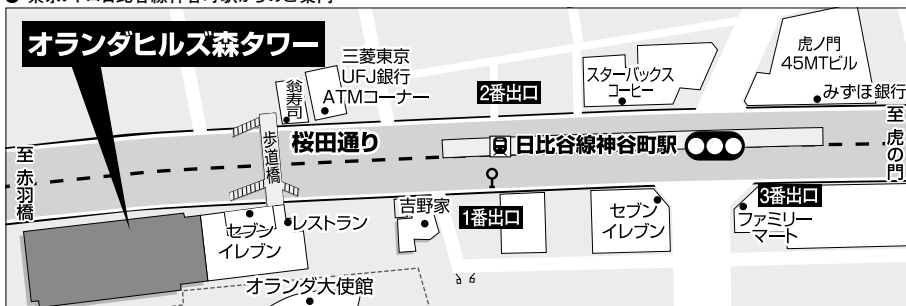 ● 東京メトロ日比谷線神谷町駅からのご案内
オランダヒルズ森タワー
三菱東京
UFJ銀行
ATMコーナー
翁寿司
2番出口
スターバックス
コーヒー
虎ノ門
45MTビル
みずほ銀行
至 虎の門
歩道橋
桜田通り
日比谷線神谷町駅
至 赤羽橋
セブン
イレブン
レストラン
吉野家
1番出口
セブン
イレブン
3番出口
ファミリー
マート
オランダ大使館